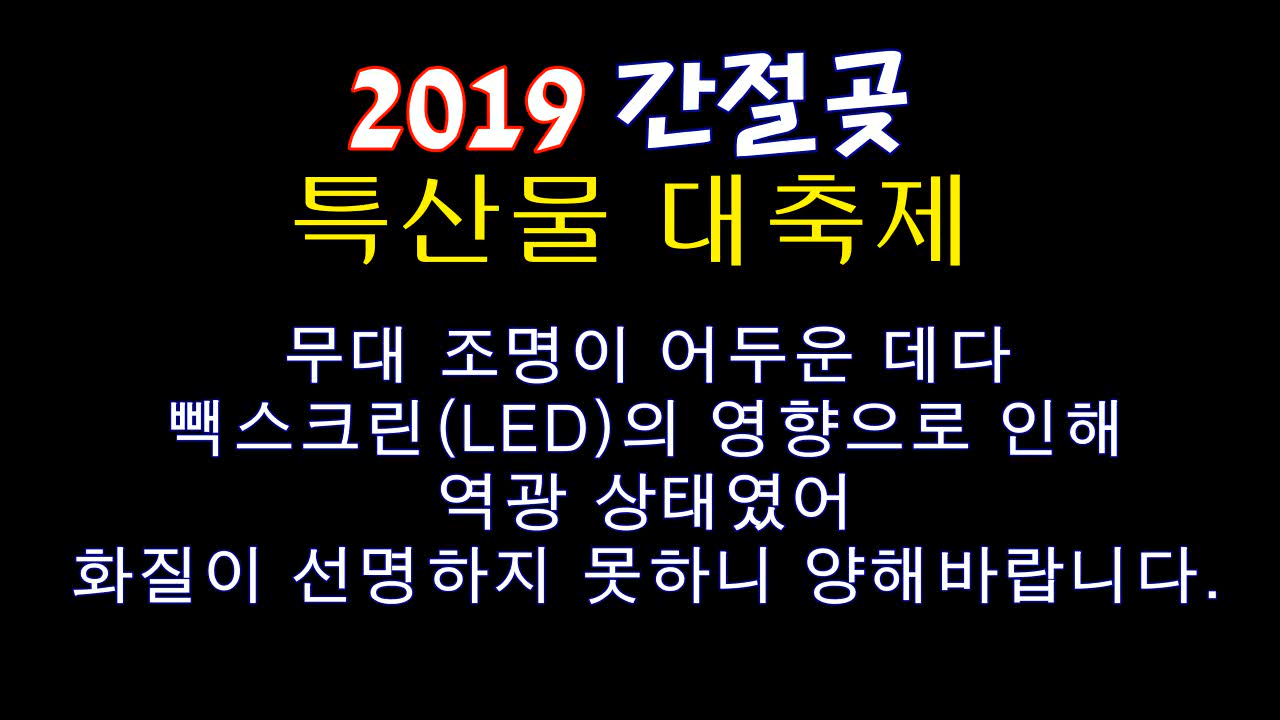 2019 간절곶
특산물 대축제
무대 조명이 어두운 데다
빽스크린(LED)의 영향으로 인해
역광 상태였어
화질이 선명하지 못하니 양해바랍니다.